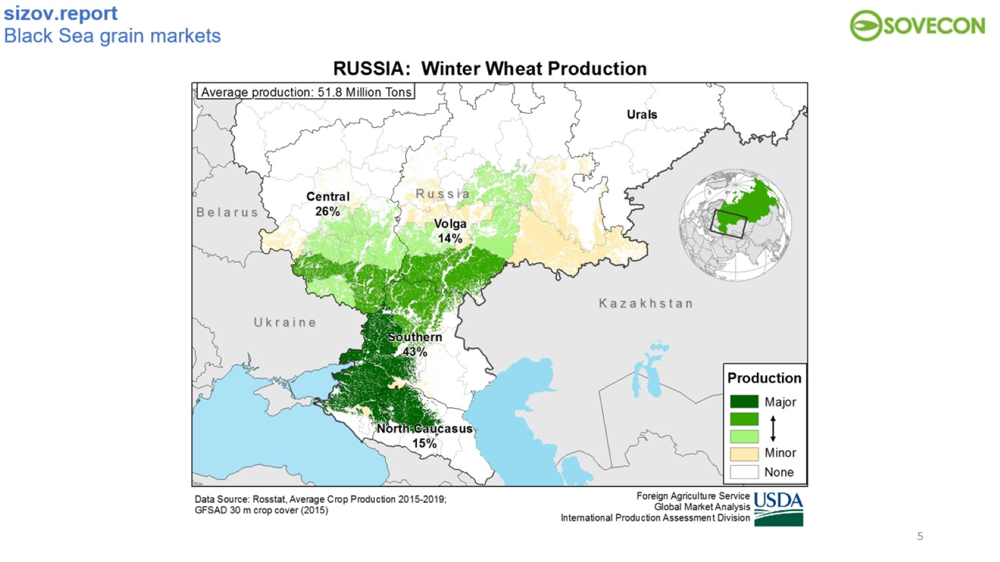 sizov.report
Black Sea grain markets
SOVECON
RUSSIA: Winter Wheat Production
Average production: 51.8 Million Tons
Urals
Central
26%
Russia
Belarus
Volga
14%
Kazakhstan
Ukraine
Southern
43%
North Caucasus
15%
Production
Major
Minor
None
Data Source: Rosstat, Average Crop Production 2015-2019;
GFSAD 30 m crop cover (2015)
Foreign Agriculture Service
Global Market Analysis
International Production Assessment Division
USDA
5